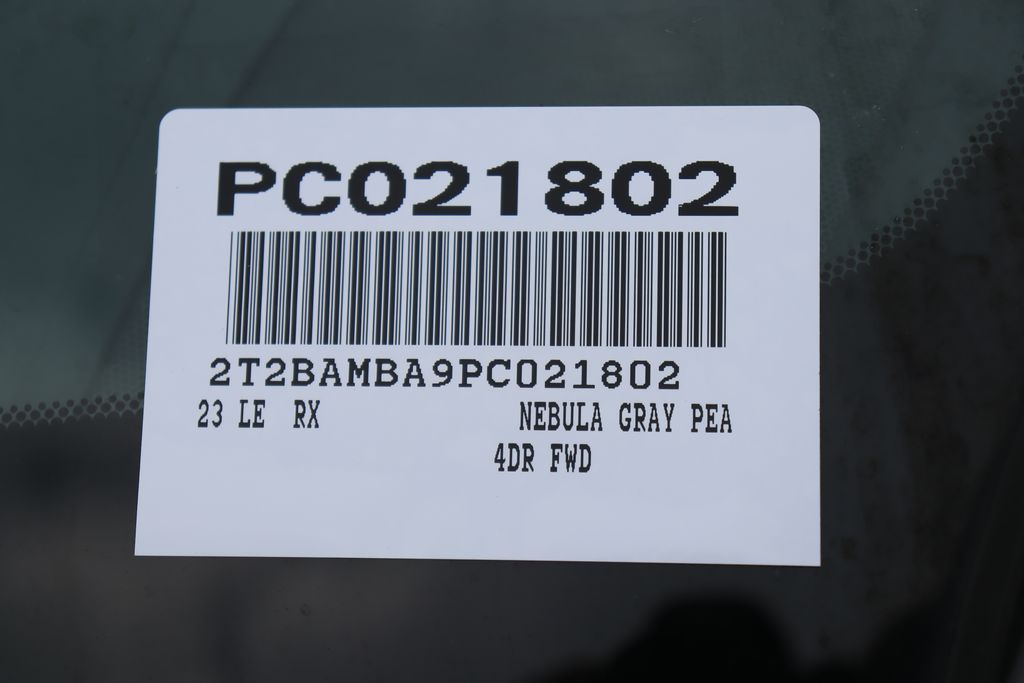 PC021802
2T2BAMBA9PC021802
23 LE RX NEBULA GRAY PEA
4DR FWD